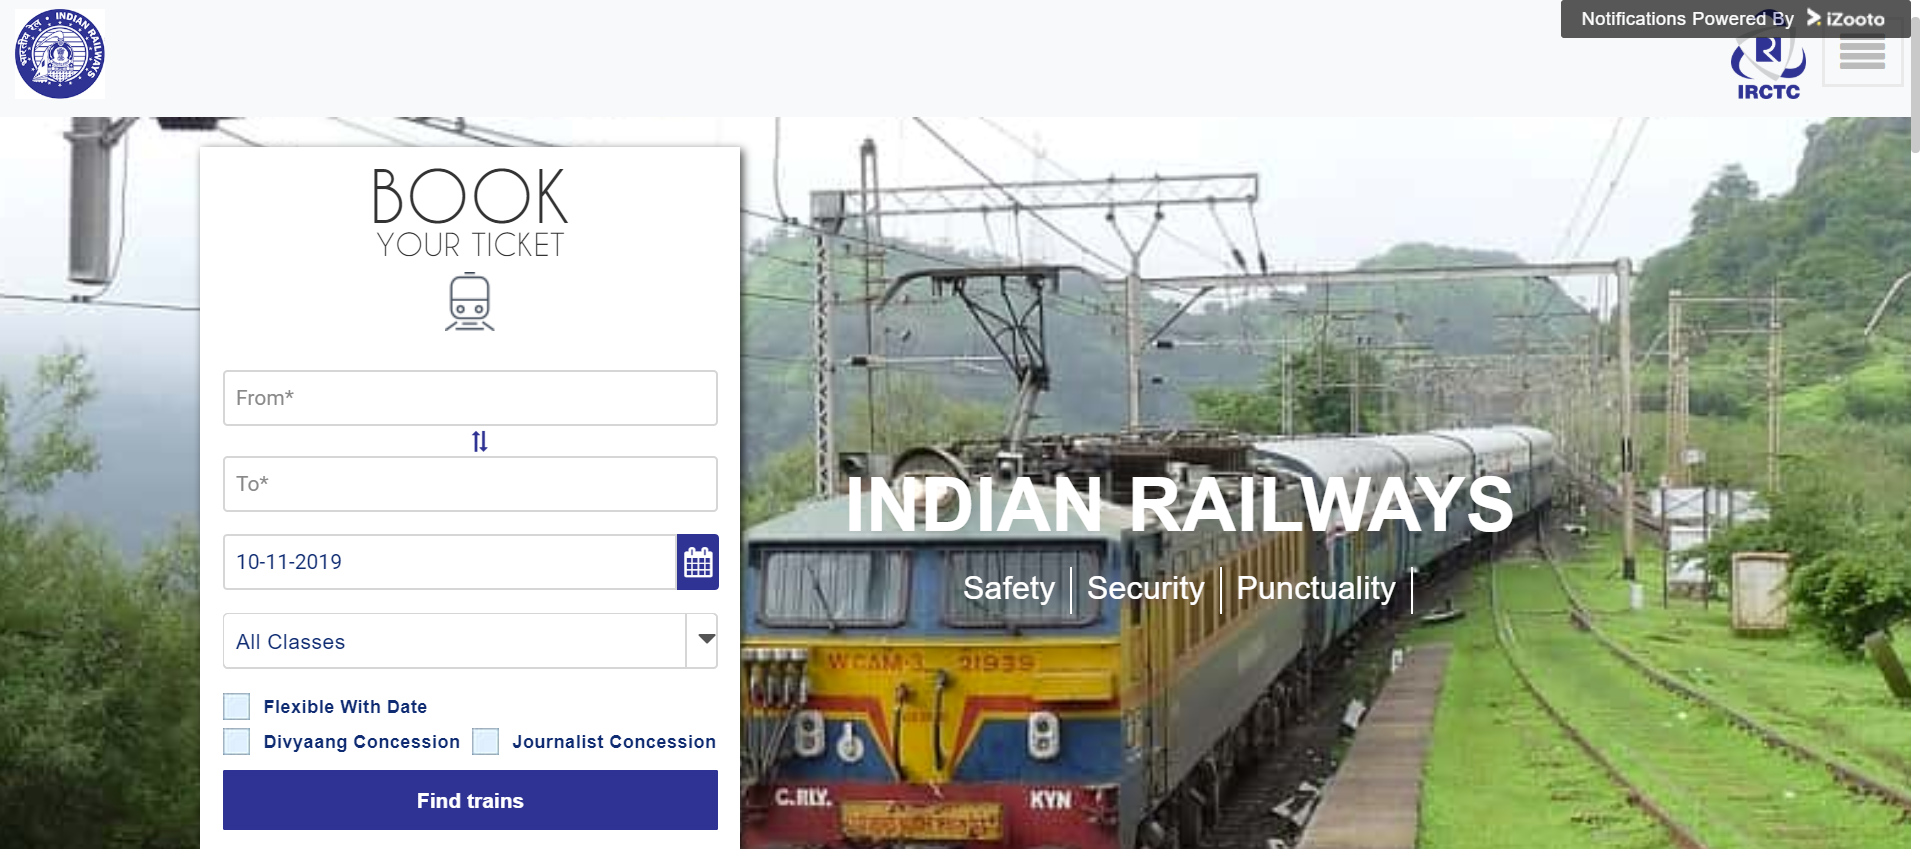 भारतीय रेल • INDIAN RAILWAYS
Notifications Powered By iZooto
IRCTC
BOOK
YOUR TICKET
From*
To*
10-11-2019
All Classes
Flexible With Date
Divyaang Concession
Journalist Concession
Find trains
INDIAN RAILWAYS
Safety
Security
Punctuality
WCAM-3 21939
C.RLY.
KYN